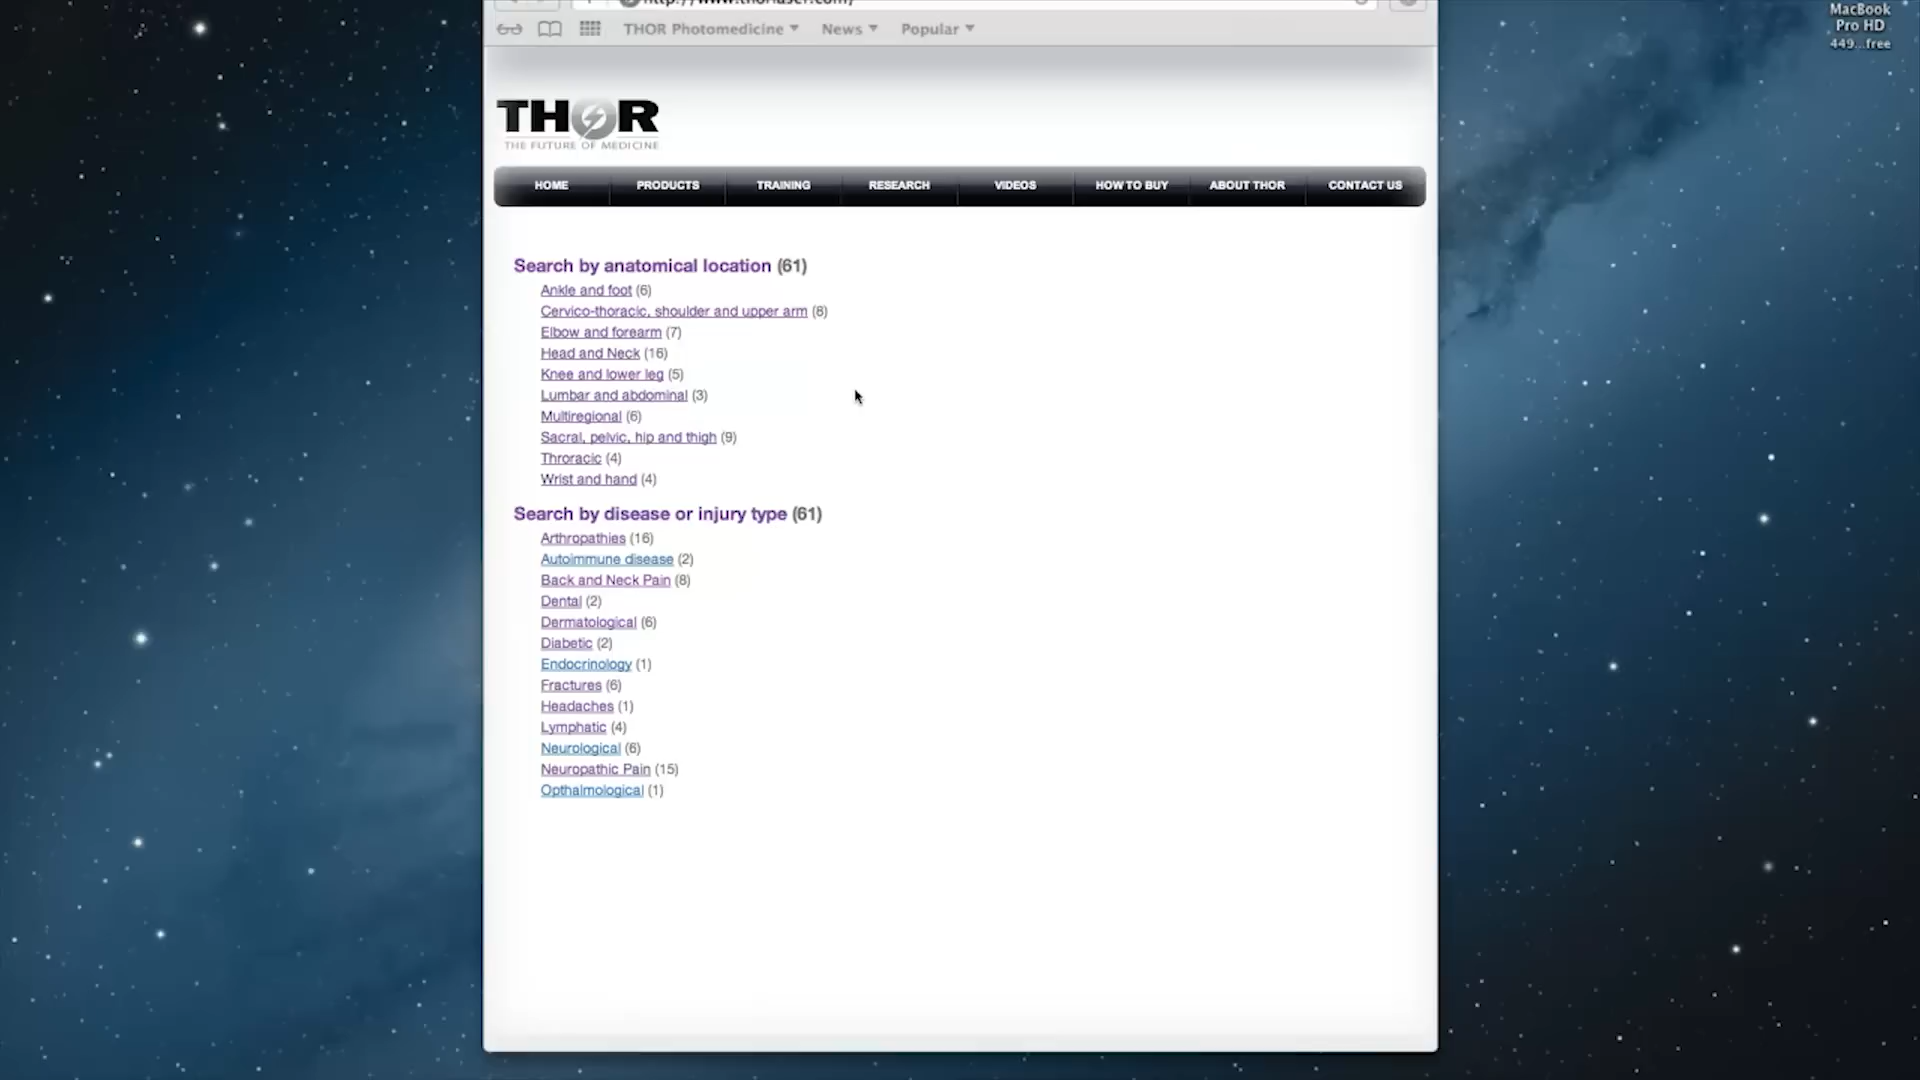 MacBook
Pro HD
449...free
THOR Photomedicine News Popular
THOR
THE FUTURE OF MEDICINE
HOME PRODUCTS TRAINING RESEARCH VIDEOS HOW TO BUY ABOUT THOR CONTACT US
Search by anatomical location (61)
Ankle and foot (6)
Cervico-thoracic, shoulder and upper arm (8)
Elbow and forearm (7)
Head and Neck (16)
Knee and lower leg (5)
Lumbar and abdominal (3)
Multiregional (6)
Sacral, pelvic, hip and thigh (9)
Throracic (4)
Wrist and hand (4)
Search by disease or injury type (61)
Arthropathies (16)
Autoimmune disease (2)
Back and Neck Pain (8)
Dental (2)
Dermatological (6)
Diabetic (2)
Endocrinology (1)
Fractures (6)
Headaches (1)
Lymphatic (4)
Neurological (6)
Neuropathic Pain (15)
Opthalmological (1)